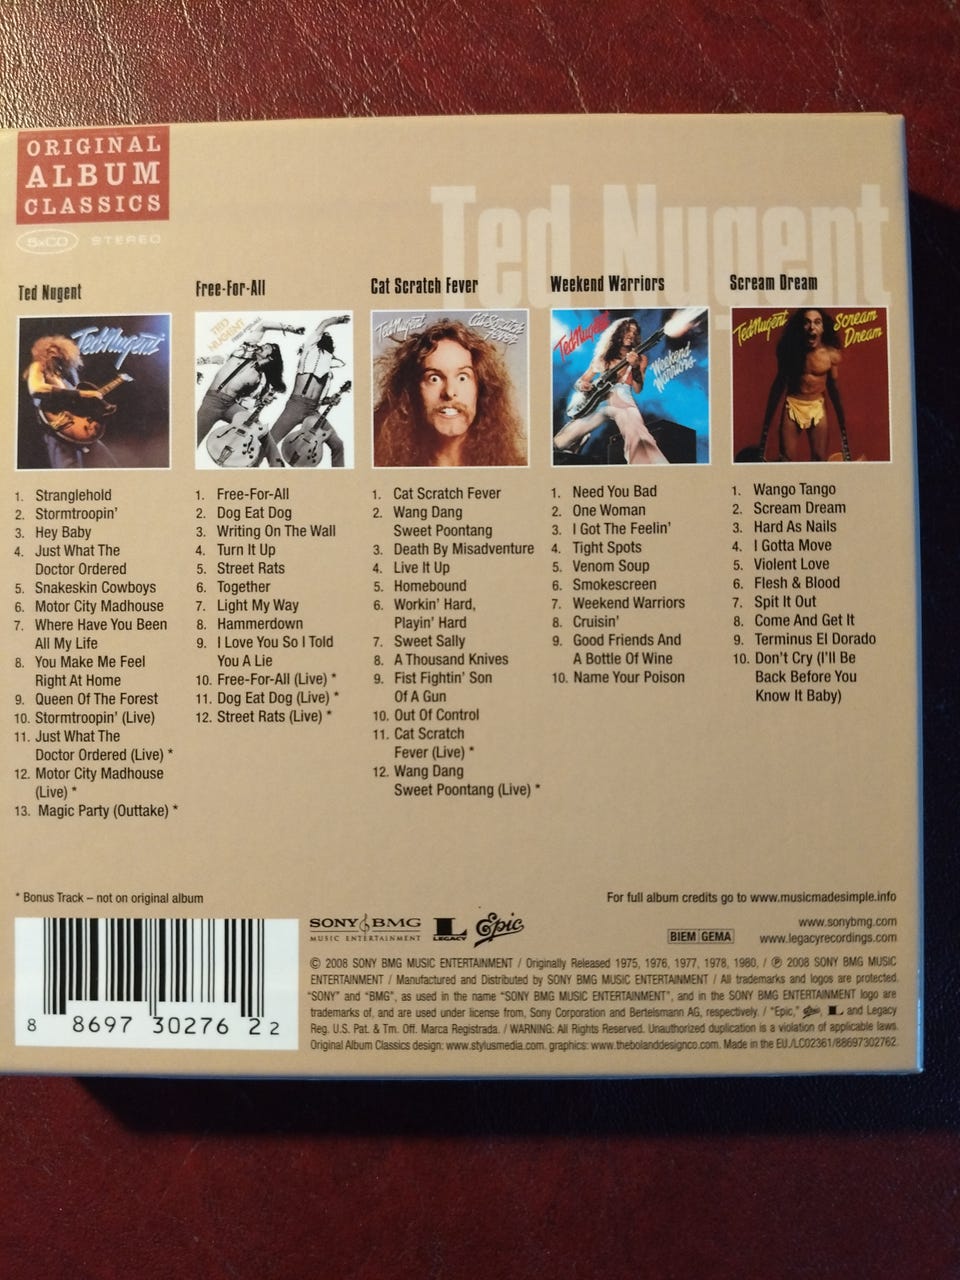 ORIGINAL
ALBUM
CLASSICS
5xCD STEREO
Ted Nugent
Ted Nugent
Ted Nugent
1. Stranglehold
2. Stormtroopin'
3. Hey Baby
4. Just What The
Doctor Ordered
5. Snakeskin Cowboys
6. Motor City Madhouse
7. Where Have You Been
All My Life
8. You Make Me Feel
Right At Home
9. Queen Of The Forest
10. Stormtroopin' (Live)
11. Just What The
Doctor Ordered (Live) *
12. Motor City Madhouse
(Live) *
13. Magic Party (Outtake) *
Free-For-All
TED
NUGENT
1. Free-For-All
2. Dog Eat Dog
3. Writing On The Wall
4. Turn It Up
5. Street Rats
6. Together
7. Light My Way
8. Hammerdown
9. I Love You So I Told
You A Lie
10. Free-For-All (Live) *
11. Dog Eat Dog (Live) *
12. Street Rats (Live) *
Cat Scratch Fever
Ted Nugent Cat Scratch
Fever
1. Cat Scratch Fever
2. Wang Dang
Sweet Poontang
3. Death By Misadventure
4. Live It Up
5. Homebound
6. Workin' Hard,
Playin' Hard
7. Sweet Sally
8. A Thousand Knives
9. Fist Fightin' Son
Of A Gun
10. Out Of Control
11. Cat Scratch
Fever (Live) *
12. Wang Dang
Sweet Poontang (Live) *
Weekend Warriors
Ted Nugent
Weekend
Warriors
1. Need You Bad
2. One Woman
3. I Got The Feelin'
4. Tight Spots
5. Venom Soup
6. Smokescreen
7. Weekend Warriors
8. Cruisin'
9. Good Friends And
A Bottle Of Wine
10. Name Your Poison
Scream Dream
Ted Nugent Scream
Dream
1. Wango Tango
2. Scream Dream
3. Hard As Nails
4. I Gotta Move
5. Violent Love
6. Flesh & Blood
7. Spit It Out
8. Come And Get It
9. Terminus El Dorado
10. Don't Cry (I'll Be
Back Before You
Know It Baby)
* Bonus Track – not on original album
For full album credits go to www.musicmadesimple.info
8 8697 30276 2 2
SONY BMG
MUSIC ENTERTAINMENT
L
LEGACY
Epic
BIEM GEMA
www.sonybmg.com
www.legacyrecordings.com
© 2008 SONY BMG MUSIC ENTERTAINMENT / Originally Released 1975, 1976, 1977, 1978, 1980, / ℗ 2008 SONY BMG MUSIC
ENTERTAINMENT / Manufactured and Distributed by SONY BMG MUSIC ENTERTAINMENT / All trademarks and logos are protected.
"SONY" and "BMG", as used in the name "SONY BMG MUSIC ENTERTAINMENT", and in the SONY BMG ENTERTAINMENT logo are
trademarks of, and are used under license from, Sony Corporation and Bertelsmann AG, respectively. / "Epic," Epic, L and Legacy
Reg. U.S. Pat. & Tm. Off. Marca Registrada. / WARNING: All Rights Reserved. Unauthorized duplication is a violation of applicable laws.
Original Album Classics design: www.stylusmedia.com. graphics: www.thebolanddesignco.com. Made in the EU./LC02361/88697302762.